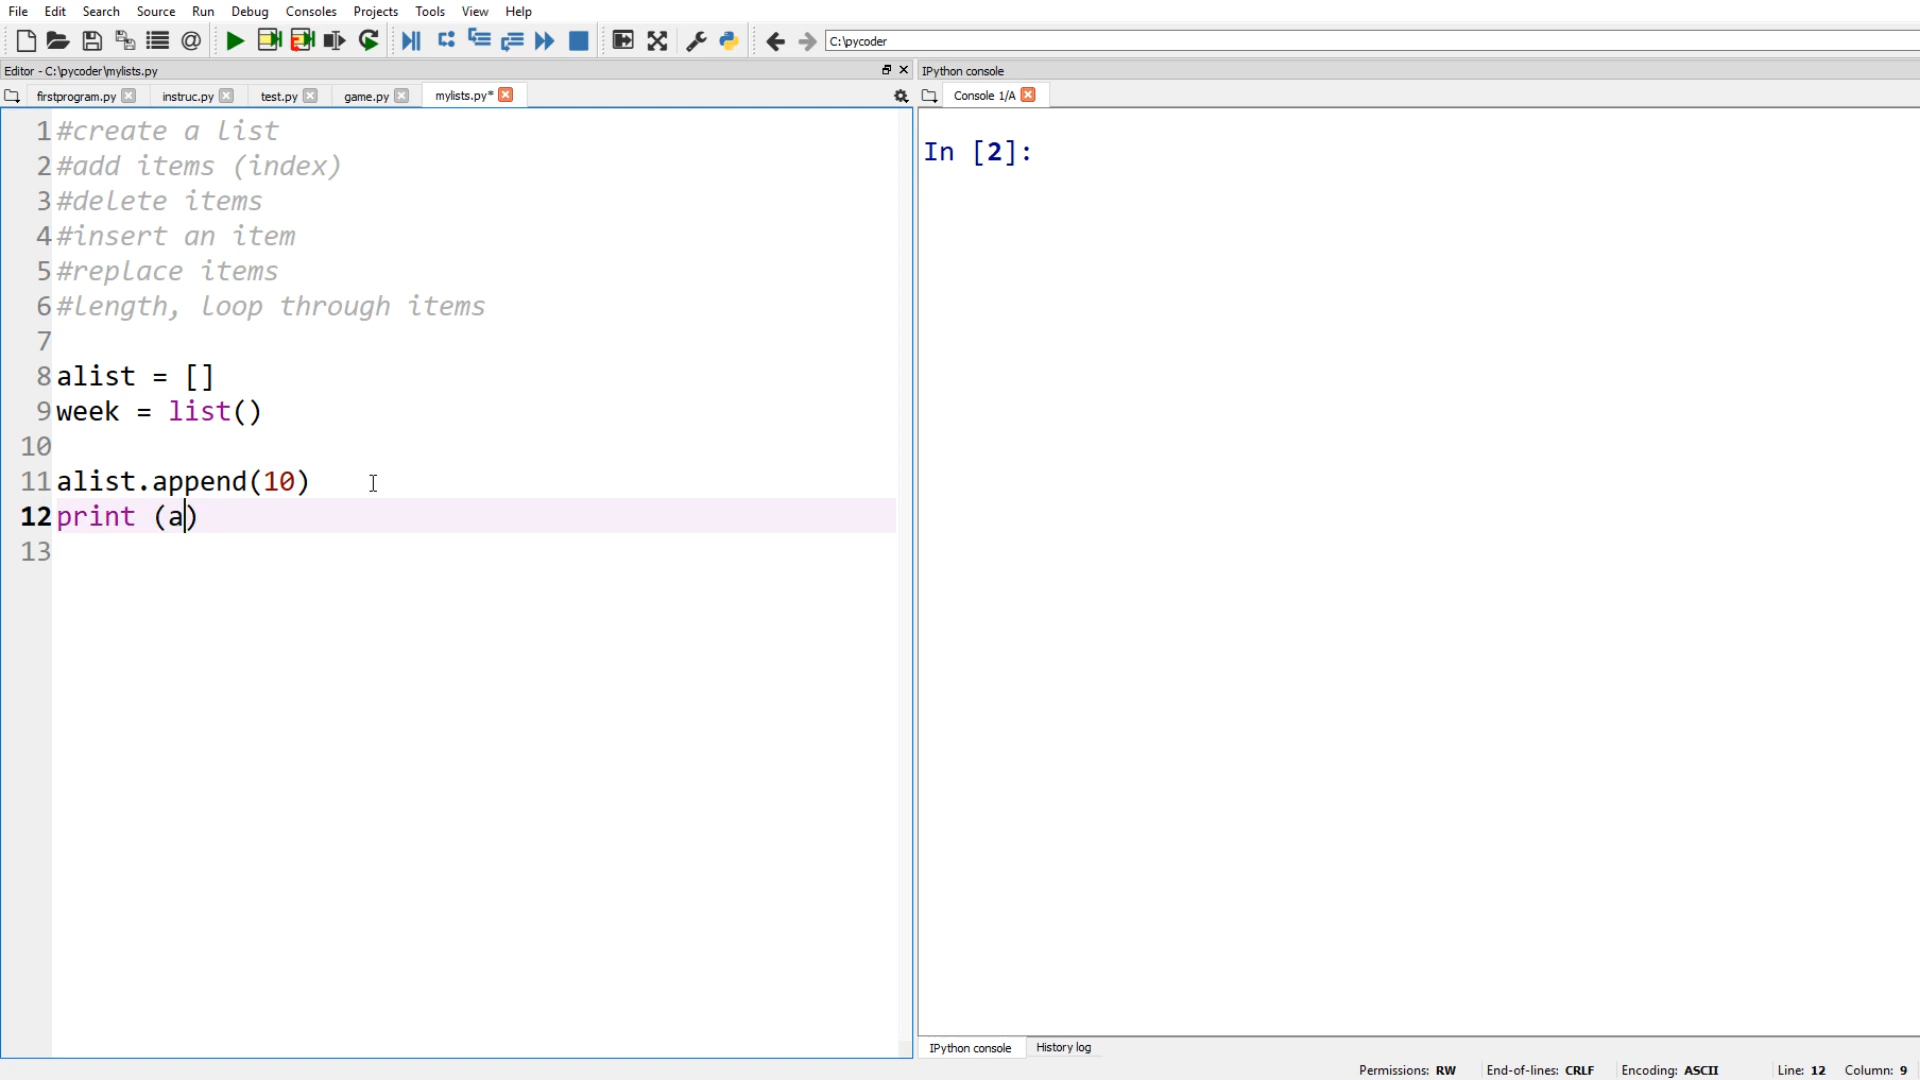 File Edit Search Source Run Debug Consoles Projects Tools View Help
C:\pycoder
Editor - C:\pycoder\mylists.py
IPython console
firstprogram.py instruc.py test.py game.py mylists.py*
Console 1/A
1 #create a list
2 #add items (index)
3 #delete items
4 #insert an item
5 #replace items
6 #length, loop through items
7
8 alist = []
9 week = list()
10
11 alist.append(10)
12 print (a)
13
In [2]:
IPython console History log
Permissions: RW End-of-lines: CRLF Encoding: ASCII Line: 12 Column: 9